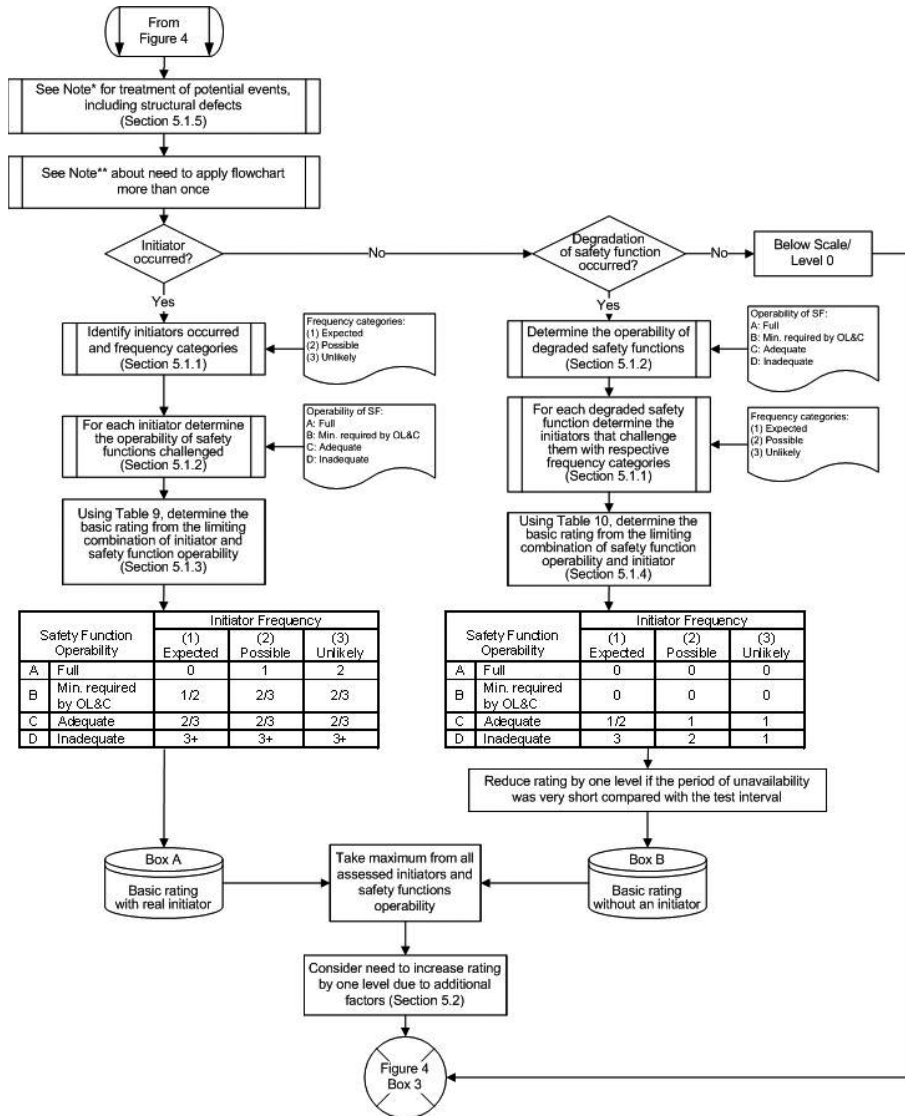 From
Figure 4
See Note* for treatment of potential events,
including structural defects
(Section 5.1.5)
See Note** about need to apply flowchart
more than once
Initiator
occurred?
No
Degradation
of safety function
occurred?
No
Below Scale/
Level 0
Yes
Yes
Identify initiators occurred
and frequency categories
(Section 5.1.1)
Frequency categories:
(1) Expected
(2) Possible
(3) Unlikely
Determine the operability of
degraded safety functions
(Section 5.1.2)
Operability of SF:
A: Full
B: Min. required by OL&C
C: Adequate
D: Inadequate
For each initiator determine
the operability of safety
functions challenged
(Section 5.1.2)
Operability of SF:
A: Full
B: Min. required by OL&C
C: Adequate
D: Inadequate
For each degraded safety
function determine the
initiators that challenge
them with respective
frequency categories
(Section 5.1.1)
Frequency categories:
(1) Expected
(2) Possible
(3) Unlikely
Using Table 9, determine the
basic rating from the limiting
combination of initiator and
safety function operability
(Section 5.1.3)
Using Table 10, determine the
basic rating from the limiting
combination of safety function
operability and initiator
(Section 5.1.4)
Safety Function
Operability
Initiator Frequency
(1)
Expected
(2)
Possible
(3)
Unlikely
A Full 0 1 2
B Min. required
by OL&C 1/2 2/3 2/3
C Adequate 2/3 2/3 2/3
D Inadequate 3+ 3+ 3+
Safety Function
Operability
Initiator Frequency
(1)
Expected
(2)
Possible
(3)
Unlikely
A Full 0 0 0
B Min. required
by OL&C 0 0 0
C Adequate 1/2 1 1
D Inadequate 3 2 1
Reduce rating by one level if the period of unavailability
was very short compared with the test interval
Box A
Basic rating
with real initiator
Take maximum from all
assessed initiators and
safety functions
operability
Box B
Basic rating
without an initiator
Consider need to increase rating
by one level due to additional
factors (Section 5.2)
Figure 4
Box 3